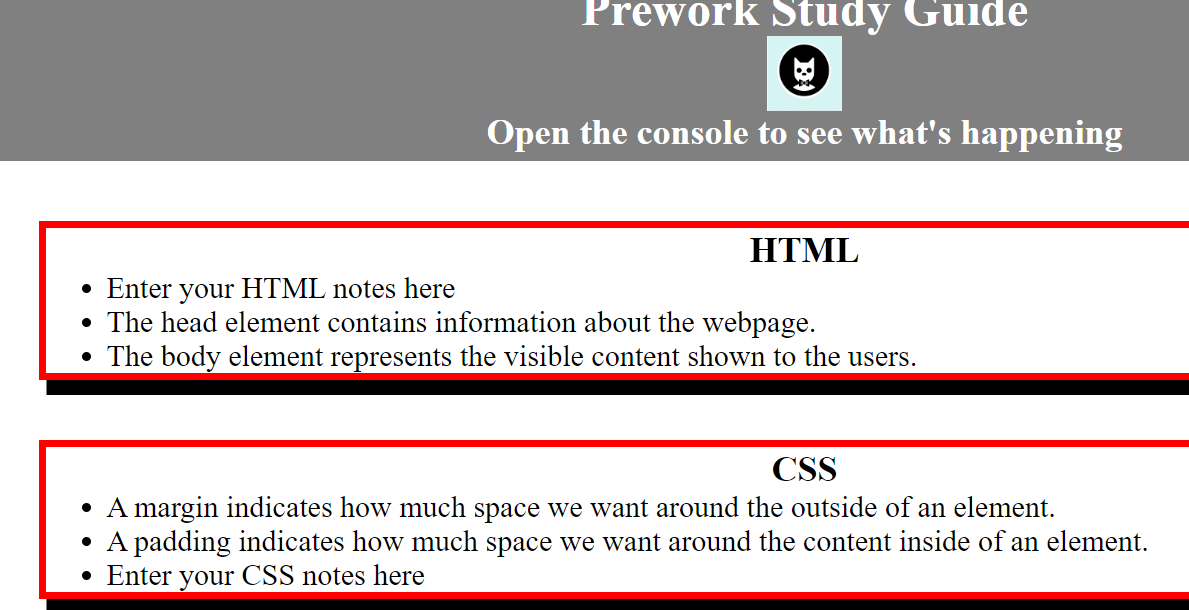 Prework Study Guide
Open the console to see what's happening
HTML
Enter your HTML notes here
The head element contains information about the webpage.
The body element represents the visible content shown to the users.
CSS
A margin indicates how much space we want around the outside of an element.
A padding indicates how much space we want around the content inside of an element.
Enter your CSS notes here